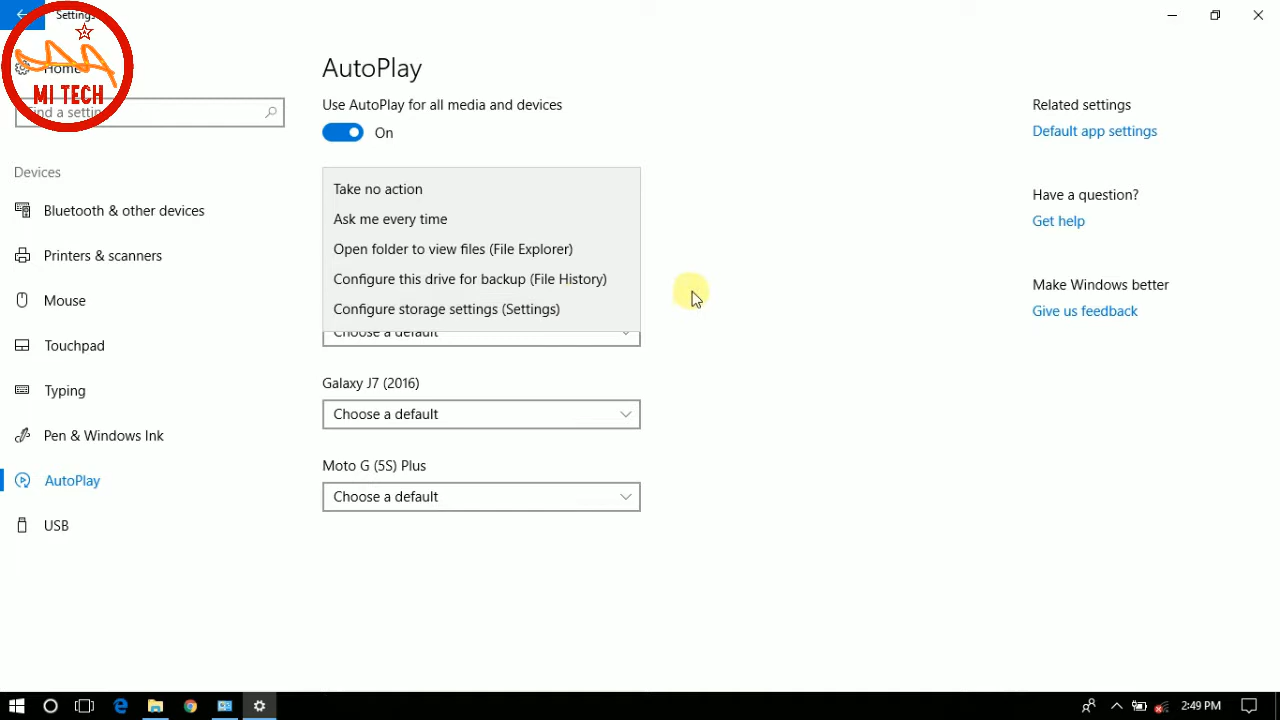 Settings
MI TECH
Home
Find a setting
Devices
Bluetooth & other devices
Printers & scanners
Mouse
Touchpad
Typing
Pen & Windows Ink
AutoPlay
USB
AutoPlay
Use AutoPlay for all media and devices
On
Take no action
Ask me every time
Open folder to view files (File Explorer)
Configure this drive for backup (File History)
Configure storage settings (Settings)
Choose a default
Galaxy J7 (2016)
Choose a default
Moto G (5S) Plus
Choose a default
Related settings
Default app settings
Have a question?
Get help
Make Windows better
Give us feedback
2:49 PM